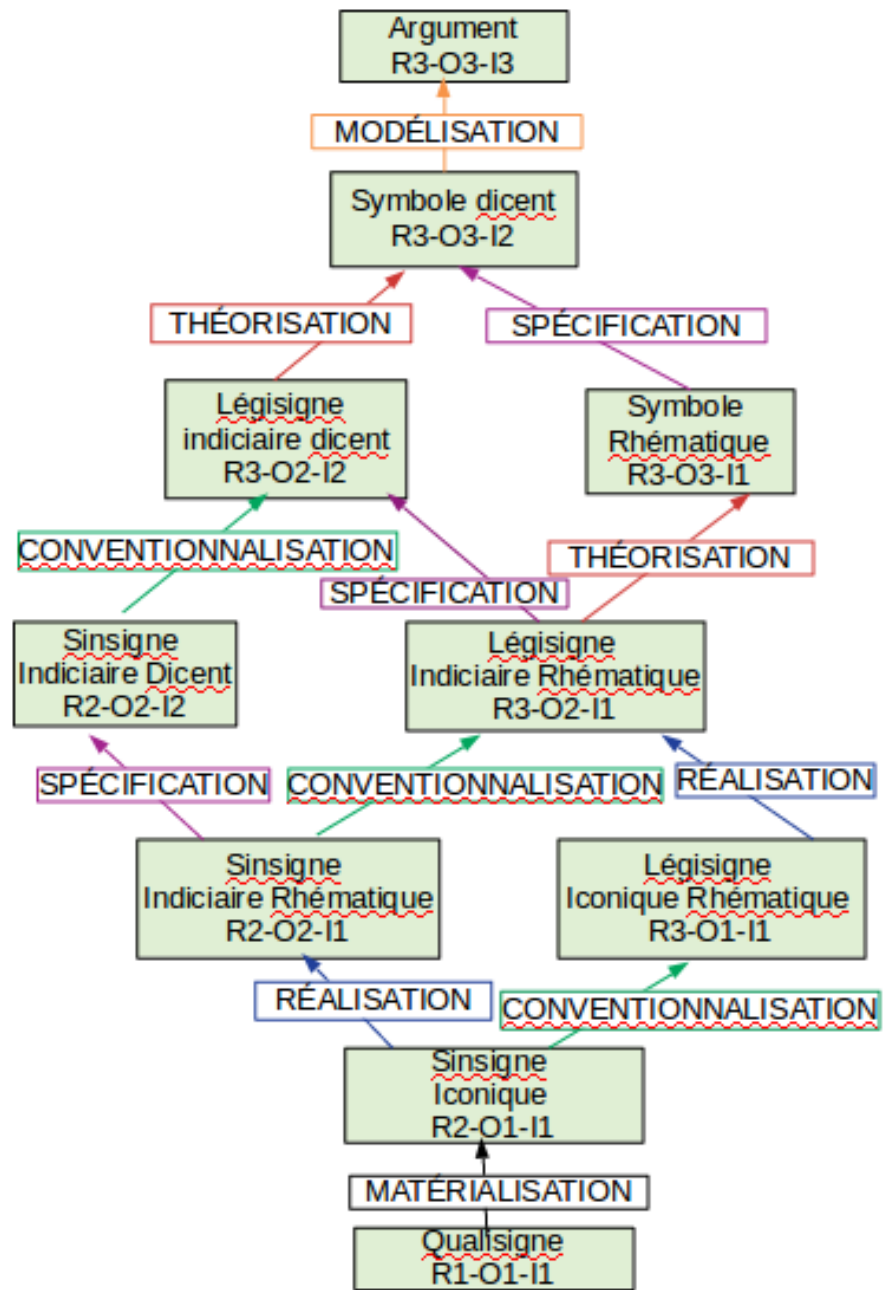 Argument
R3-O3-I3
MODÉLISATION
Symbole dicent
R3-O3-I2
THÉORISATION
SPÉCIFICATION
Légisigne
indiciaire dicent
R3-O2-I2
Symbole
Rhématique
R3-O3-I1
CONVENTIONNALISATION
THÉORISATION
SPÉCIFICATION
Sinsigne
Indiciaire Dicent
R2-O2-I2
Légisigne
Indiciaire Rhématique
R3-O2-I1
SPÉCIFICATION
CONVENTIONNALISATION
RÉALISATION
Sinsigne
Indiciaire Rhématique
R2-O2-I1
Légisigne
Iconique Rhématique
R3-O1-I1
RÉALISATION
CONVENTIONNALISATION
Sinsigne
Iconique
R2-O1-I1
MATÉRIALISATION
Qualisigne
R1-O1-I1